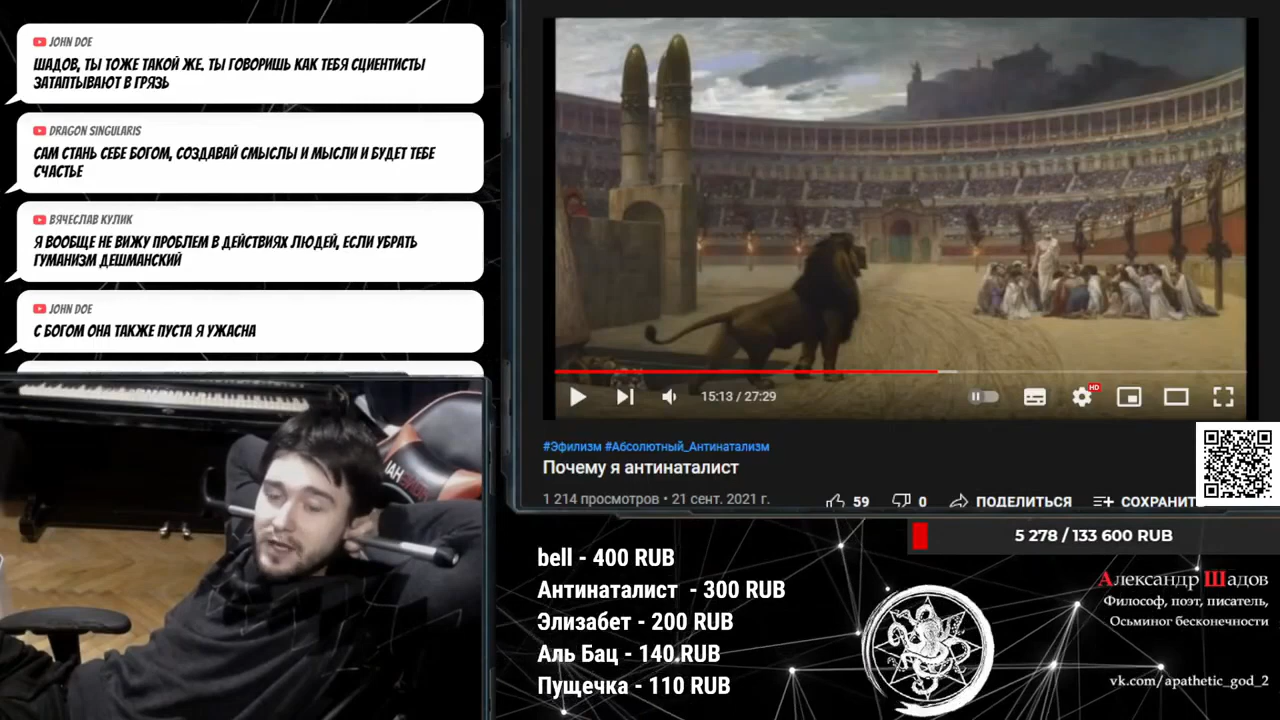 JOHN DOE
ШАДОВ, ТЫ ТОЖЕ ТАКОЙ ЖЕ. ТЫ ГОВОРИШЬ КАК ТЕБЯ СЦИЕНТИСТЫ
ЗАТАПТЫВАЮТ В ГРЯЗЬ
DRAGON SINGULARIS
САМ СТАНЬ СЕБЕ БОГОМ, СОЗДАВАЙ СМЫСЛЫ И МЫСЛИ И БУДЕТ ТЕБЕ
СЧАСТЬЕ
ВЯЧЕСЛАВ КУЛИК
Я ВООБЩЕ НЕ ВИЖУ ПРОБЛЕМ В ДЕЙСТВИЯХ ЛЮДЕЙ, ЕСЛИ УБРАТЬ
ГУМАНИЗМ ДЕШМАНСКИЙ
JOHN DOE
С БОГОМ ОНА ТАКЖЕ ПУСТА Я УЖАСНА
15:13 / 27:29
HD
#Эфилизм #Абсолютный_Антинатализм
Почему я антинаталист
1 214 просмотров • 21 сент. 2021 г.
59
0
ПОДЕЛИТЬСЯ
СОХРАНИТЬ
5 278 / 133 600 RUB
bell - 400 RUB
Антинаталист - 300 RUB
Элизабет - 200 RUB
Аль Бац - 140 RUB
Пущечка - 110 RUB
Александр Шадов
Философ, поэт, писатель,
Осьминог бесконечности
vk.com/apathetic_god_2